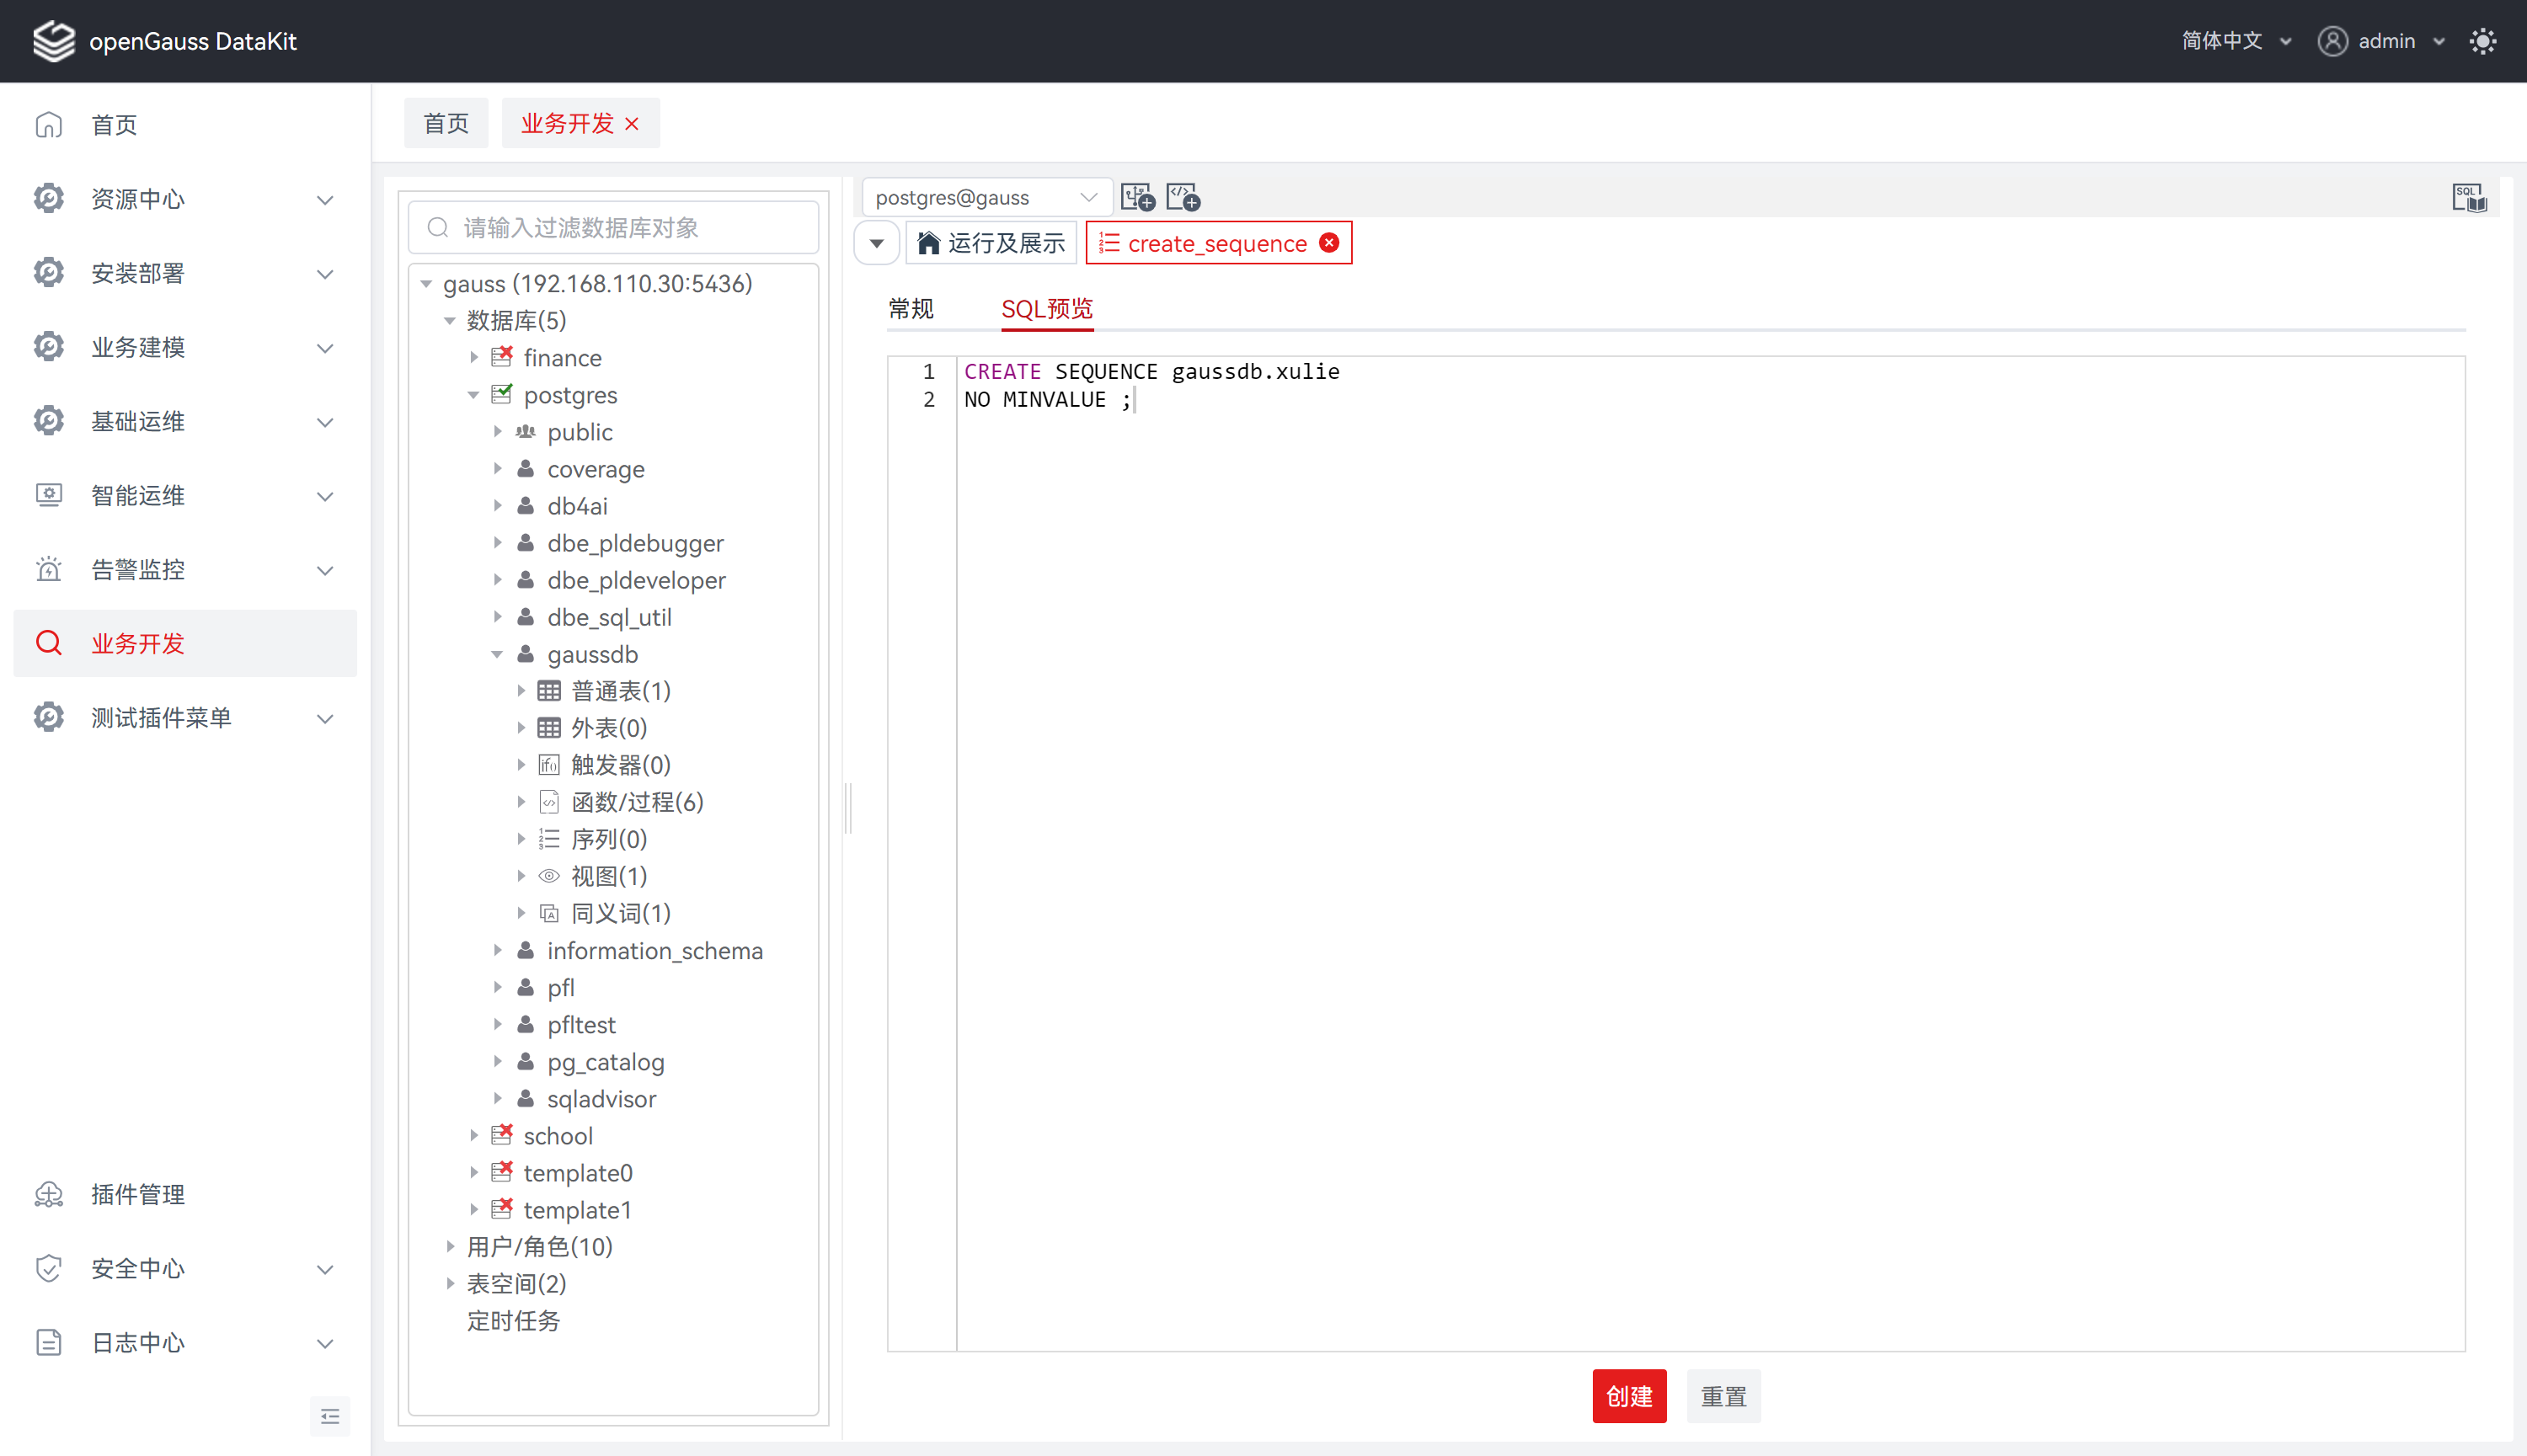 openGauss DataKit
简体中文
admin
首页
资源中心
安装部署
业务建模
基础运维
智能运维
告警监控
业务开发
测试插件菜单
插件管理
安全中心
日志中心
首页
业务开发
请输入过滤数据库对象
gauss (192.168.110.30:5436)
数据库(5)
finance
postgres
public
coverage
db4ai
dbe_pldebugger
dbe_pldeveloper
dbe_sql_util
gaussdb
普通表(1)
外表(0)
触发器(0)
函数/过程(6)
序列(0)
视图(1)
同义词(1)
information_schema
pfl
pfltest
pg_catalog
sqladvisor
school
template0
template1
用户/角色(10)
表空间(2)
定时任务
postgres@gauss
SQL
运行及展示
create_sequence
常规
SQL预览
1 CREATE SEQUENCE gaussdb.xulie
2 NO MINVALUE ;
创建
重置